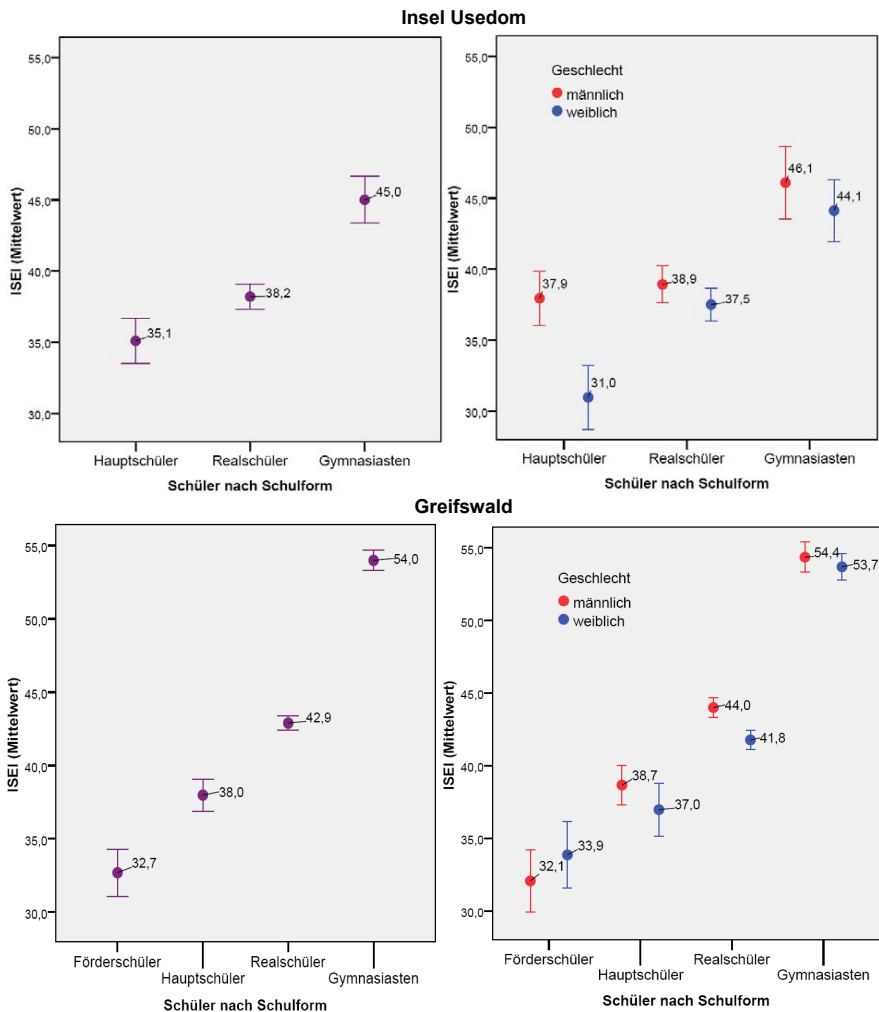 Insel Usedom
55,0
50,0
45,0
40,0
35,0
30,0
ISEI (Mittelwert)
35,1
38,2
45,0
Hauptschüler
Realschüler
Gymnasiasten
Schüler nach Schulform
55,0
50,0
45,0
40,0
35,0
30,0
ISEI (Mittelwert)
Geschlecht
männlich
weiblich
37,9
31,0
38,9
37,5
46,1
44,1
Hauptschüler
Realschüler
Gymnasiasten
Schüler nach Schulform
Greifswald
55,0
50,0
45,0
40,0
35,0
30,0
ISEI (Mittelwert)
32,7
38,0
42,9
54,0
Förderschüler
Hauptschüler
Realschüler
Gymnasiasten
Schüler nach Schulform
55,0
50,0
45,0
40,0
35,0
30,0
ISEI (Mittelwert)
Geschlecht
männlich
weiblich
32,1
33,9
38,7
37,0
44,0
41,8
54,4
53,7
Förderschüler
Hauptschüler
Realschüler
Gymnasiasten
Schüler nach Schulform